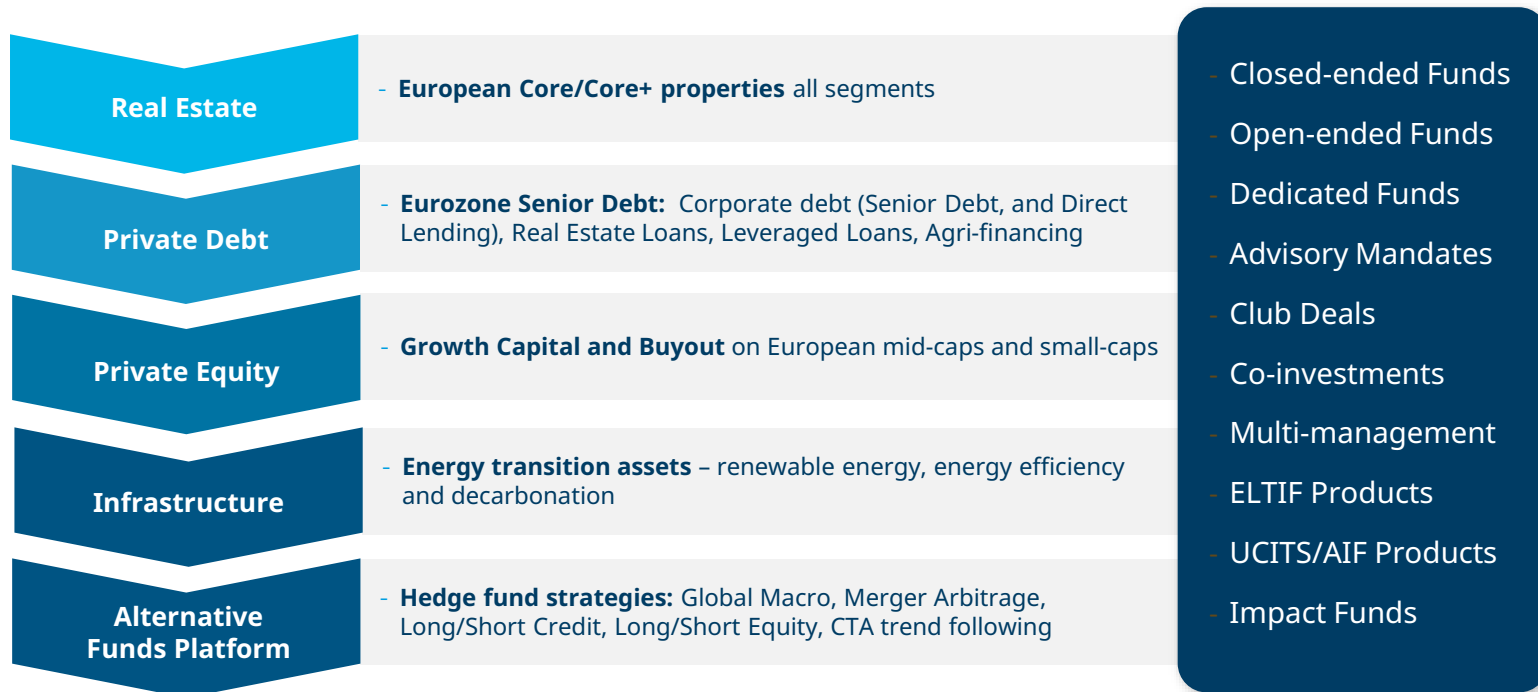 Real Estate
- European Core/Core+ properties all segments
Private Debt
- Eurozone Senior Debt: Corporate debt (Senior Debt, and Direct
Lending), Real Estate Loans, Leveraged Loans, Agri-financing
Private Equity
- Growth Capital and Buyout on European mid-caps and small-caps
Infrastructure
- Energy transition assets – renewable energy, energy efficiency
and decarbonation
Alternative
Funds Platform
- Hedge fund strategies: Global Macro, Merger Arbitrage,
Long/Short Credit, Long/Short Equity, CTA trend following
- Closed-ended Funds
- Open-ended Funds
- Dedicated Funds
- Advisory Mandates
- Club Deals
- Co-investments
- Multi-management
- ELTIF Products
- UCITS/AIF Products
- Impact Funds